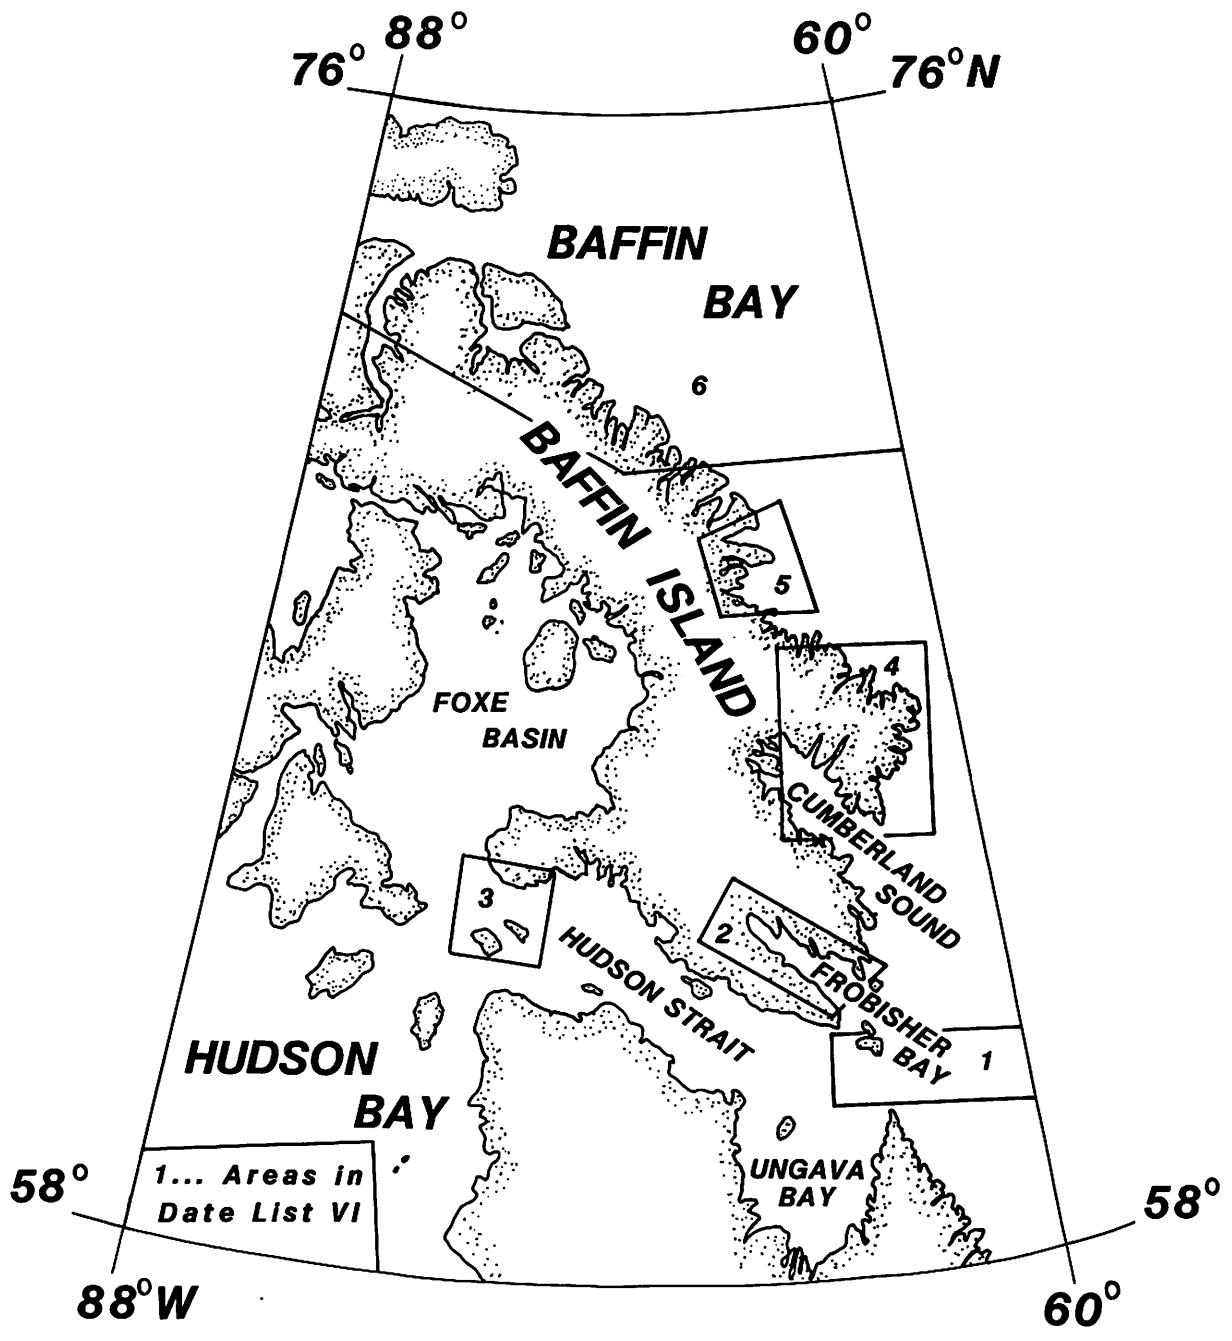 88°
60°
76°
76°N
BAFFIN
BAY
6
BAFFIN ISLAND
5
4
FOXE
BASIN
CUMBERLAND
SOUND
3
2
HUDSON STRAIT
FROBISHER
BAY
1
HUDSON
BAY
UNGAVA
BAY
1... Areas in
Date List VI
58°
58°
88°W
60°